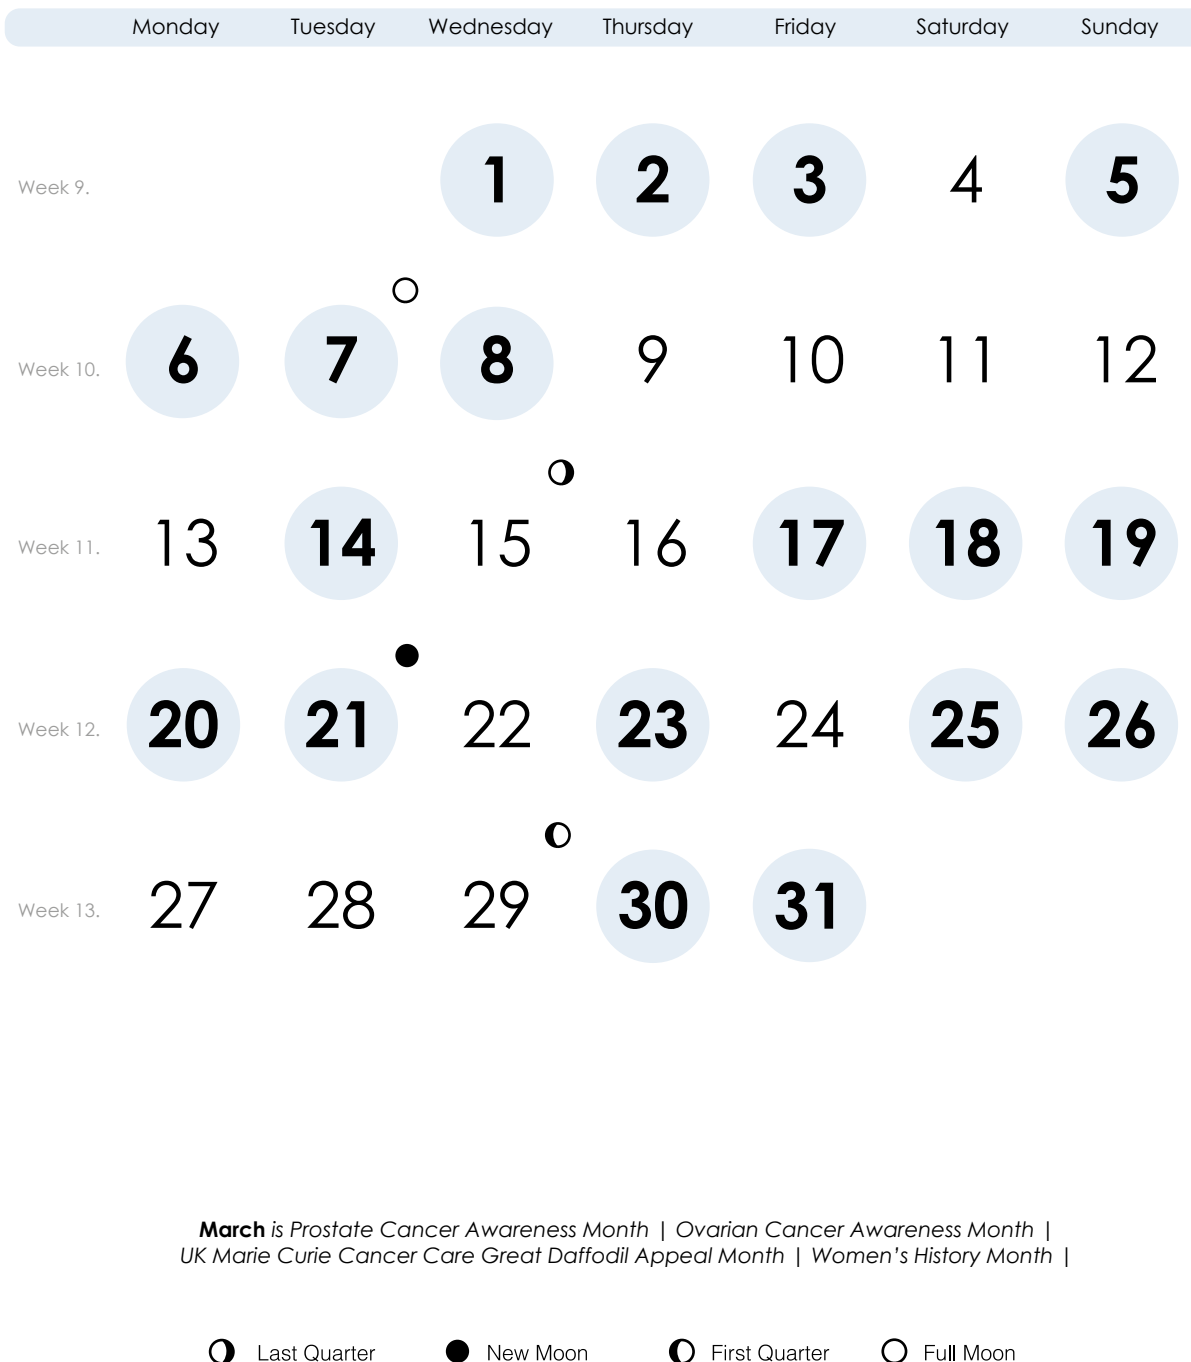 Monday Tuesday Wednesday Thursday Friday Saturday Sunday
Week 9. 1 2 3 4 5
Week 10. 6 7 8 9 10 11 12
Week 11. 13 14 15 16 17 18 19
Week 12. 20 21 22 23 24 25 26
Week 13. 27 28 29 30 31
March is Prostate Cancer Awareness Month | Ovarian Cancer Awareness Month |
UK Marie Curie Cancer Care Great Daffodil Appeal Month | Women’s History Month |
Last Quarter New Moon First Quarter Full Moon